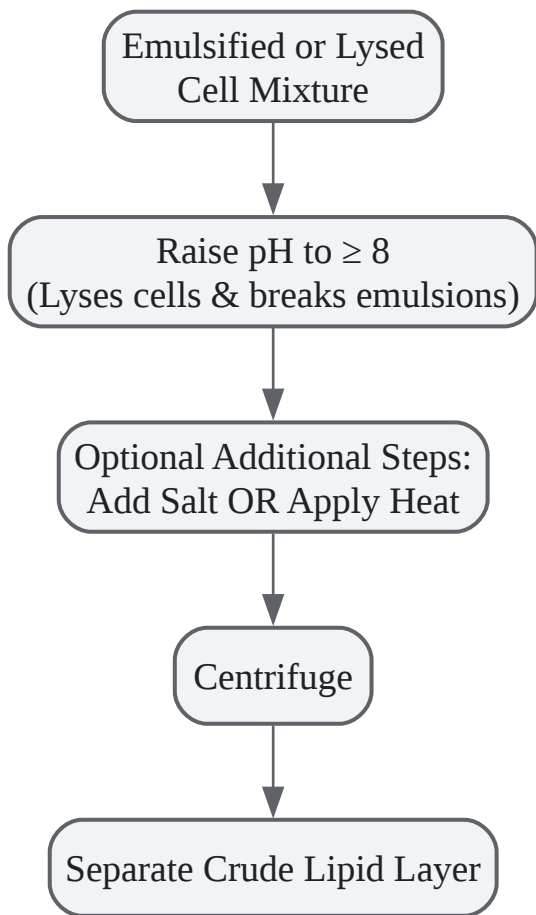 Emulsified or Lysed
Cell Mixture
Raise pH to ≥ 8
(Lyses cells & breaks emulsions)
Optional Additional Steps:
Add Salt OR Apply Heat
Centrifuge
Separate Crude Lipid Layer